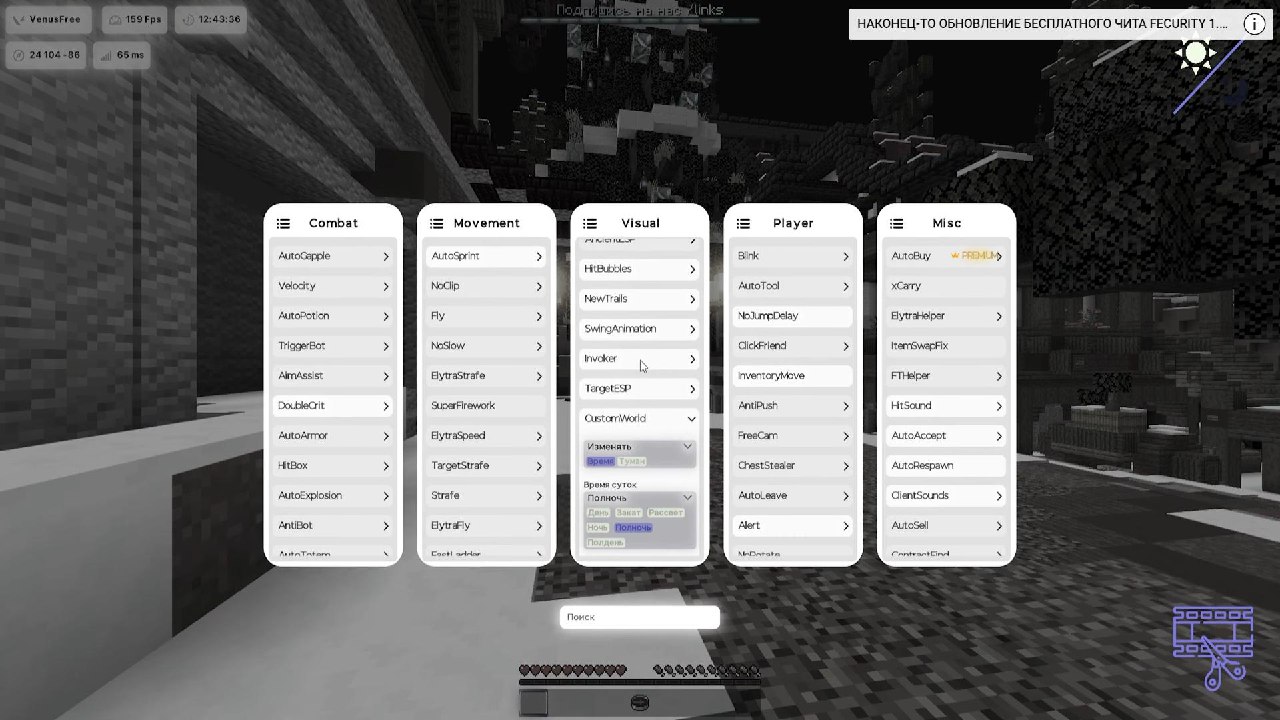 VenusFree
159 Fps
12:43:36
24 104 -86
65 ms
Подпишись на нас /links
НАКОНЕЦ-ТО ОБНОВЛЕНИЕ БЕСПЛАТНОГО ЧИТА FECURITY 1....
Combat
AutoGapple
Velocity
AutoPotion
TriggerBot
AimAssist
DoubleCrit
AutoArmor
HitBox
AutoExplosion
AntiBot
AutoTotem
Movement
AutoSprint
NoClip
Fly
NoSlow
ElytraStrafe
SuperFirework
ElytraSpeed
TargetStrafe
Strafe
ElytraFly
FastLadder
Visual
AncientESP
HitBubbles
NewTrails
SwingAnimation
Invoker
TargetESP
CustomWorld
Изменять
Время Туман
Время суток
Полночь
День Закат Рассвет
Ночь Полночь
Полдень
Player
Blink
AutoTool
NoJumpDelay
ClickFriend
InventoryMove
AntiPush
FreeCam
ChestStealer
AutoLeave
Alert
NoRotate
Misc
AutoBuy PREMIUM
xCarry
ElytraHelper
ItemSwapFix
FTHelper
HitSound
AutoAccept
AutoRespawn
ClientSounds
AutoSell
ContractFind
Поиск